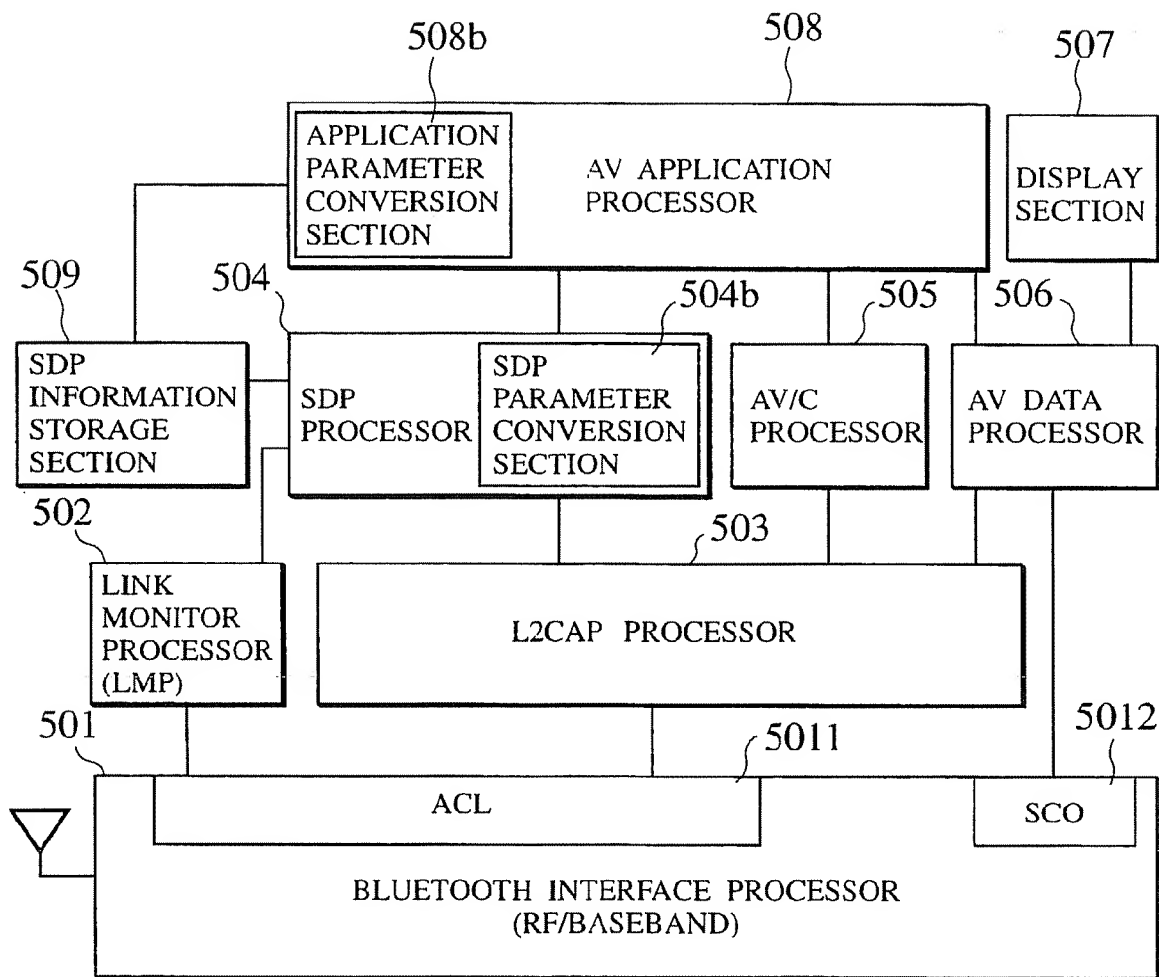 508b
508
507
APPLICATION
PARAMETER
CONVERSION
SECTION
AV APPLICATION
PROCESSOR
DISPLAY
SECTION
509
504
504b
505
506
SDP
INFORMATION
STORAGE
SECTION
SDP
PROCESSOR
SDP
PARAMETER
CONVERSION
SECTION
AV/C
PROCESSOR
AV DATA
PROCESSOR
502
503
LINK
MONITOR
PROCESSOR
(LMP)
L2CAP PROCESSOR
501
5011
5012
ACL
SCO
BLUETOOTH INTERFACE PROCESSOR
(RF/BASEBAND)